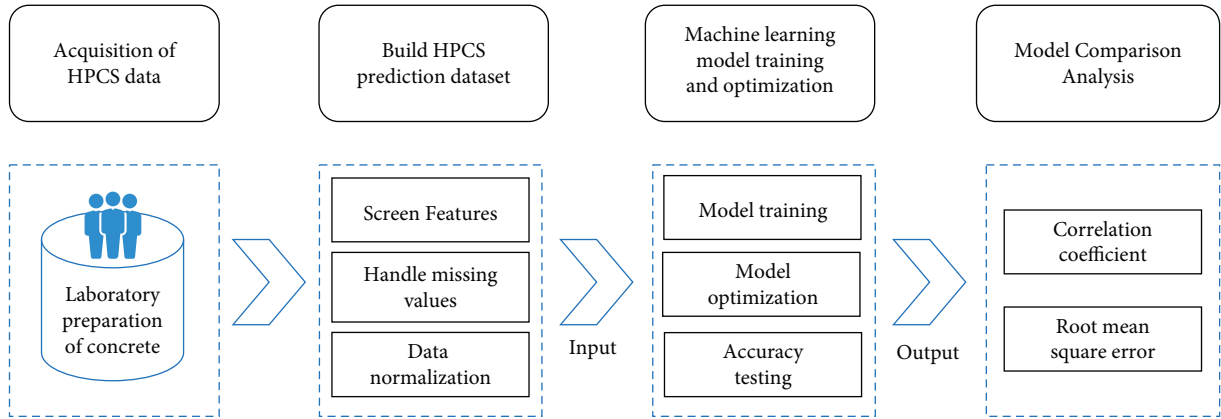 Acquisition of
HPCS data
Build HPCS
prediction dataset
Machine learning
model training
and optimization
Model Comparison
Analysis
Laboratory
preparation
of concrete
Screen Features
Handle missing
values
Data
normalization
Input
Model training
Model
optimization
Accuracy
testing
Output
Correlation
coefficient
Root mean
square error